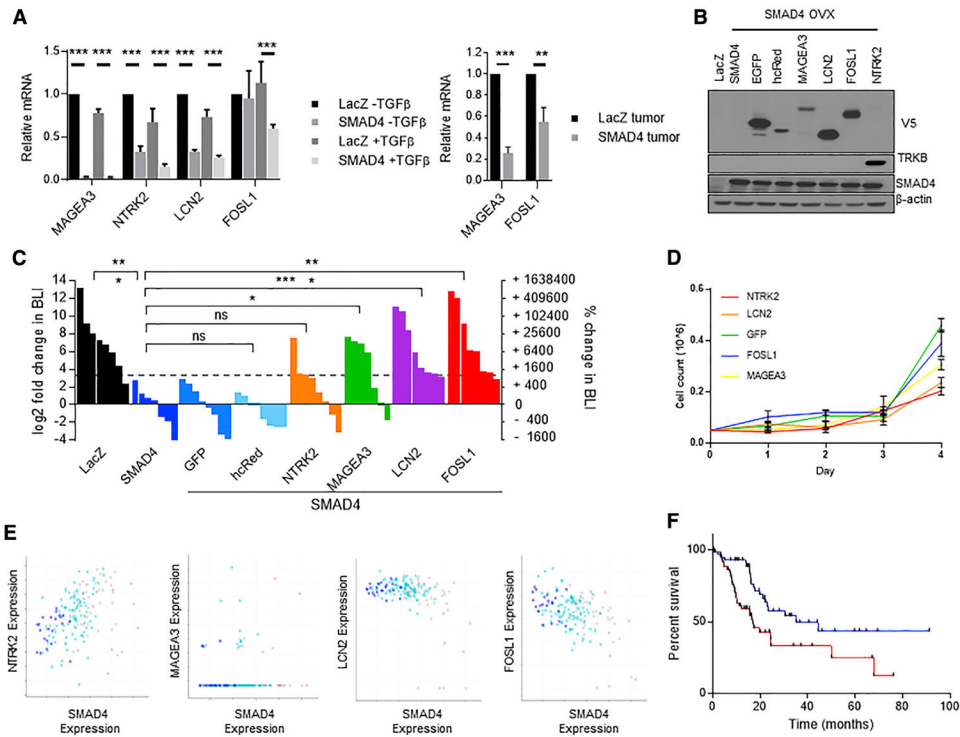 A
*** *** *** *** *** *** ***
Relative mRNA
1.5
1.0
0.5
0.0
MAGEA3
NTRK2
LCN2
FOSL1
LacZ -TGFβ
SMAD4 -TGFβ
LacZ +TGFβ
SMAD4 +TGFβ
*** **
Relative mRNA
2.0
1.5
1.0
0.5
0.0
MAGEA3
FOSL1
LacZ tumor
SMAD4 tumor
B
SMAD4 OVX
LacZ
SMAD4
EGFP
hcRed
MAGEA3
LCN2
FOSL1
NTRK2
V5
TRKB
SMAD4
β-actin
C
log2 fold change in BLI
14
12
10
8
6
4
2
0
-2
-4
**
*
**
***
*
*
ns
ns
+ 1638400
+ 409600
+ 102400
+ 25600
+ 6400
+ 1600
+ 400
0
- 400
- 1600
% change in BLI
LacZ
SMAD4
GFP
hcRed
NTRK2
MAGEA3
LCN2
FOSL1
SMAD4
D
Cell count (10^6)
0.6
0.4
0.2
0.0
0 1 2 3 4
Day
NTRK2
LCN2
GFP
FOSL1
MAGEA3
E
NTRK2 Expression
SMAD4
Expression
MAGEA3 Expression
SMAD4
Expression
LCN2 Expression
SMAD4
Expression
FOSL1 Expression
SMAD4
Expression
F
Percent survival
100
50
0
0 20 40 60 80 100
Time (months)